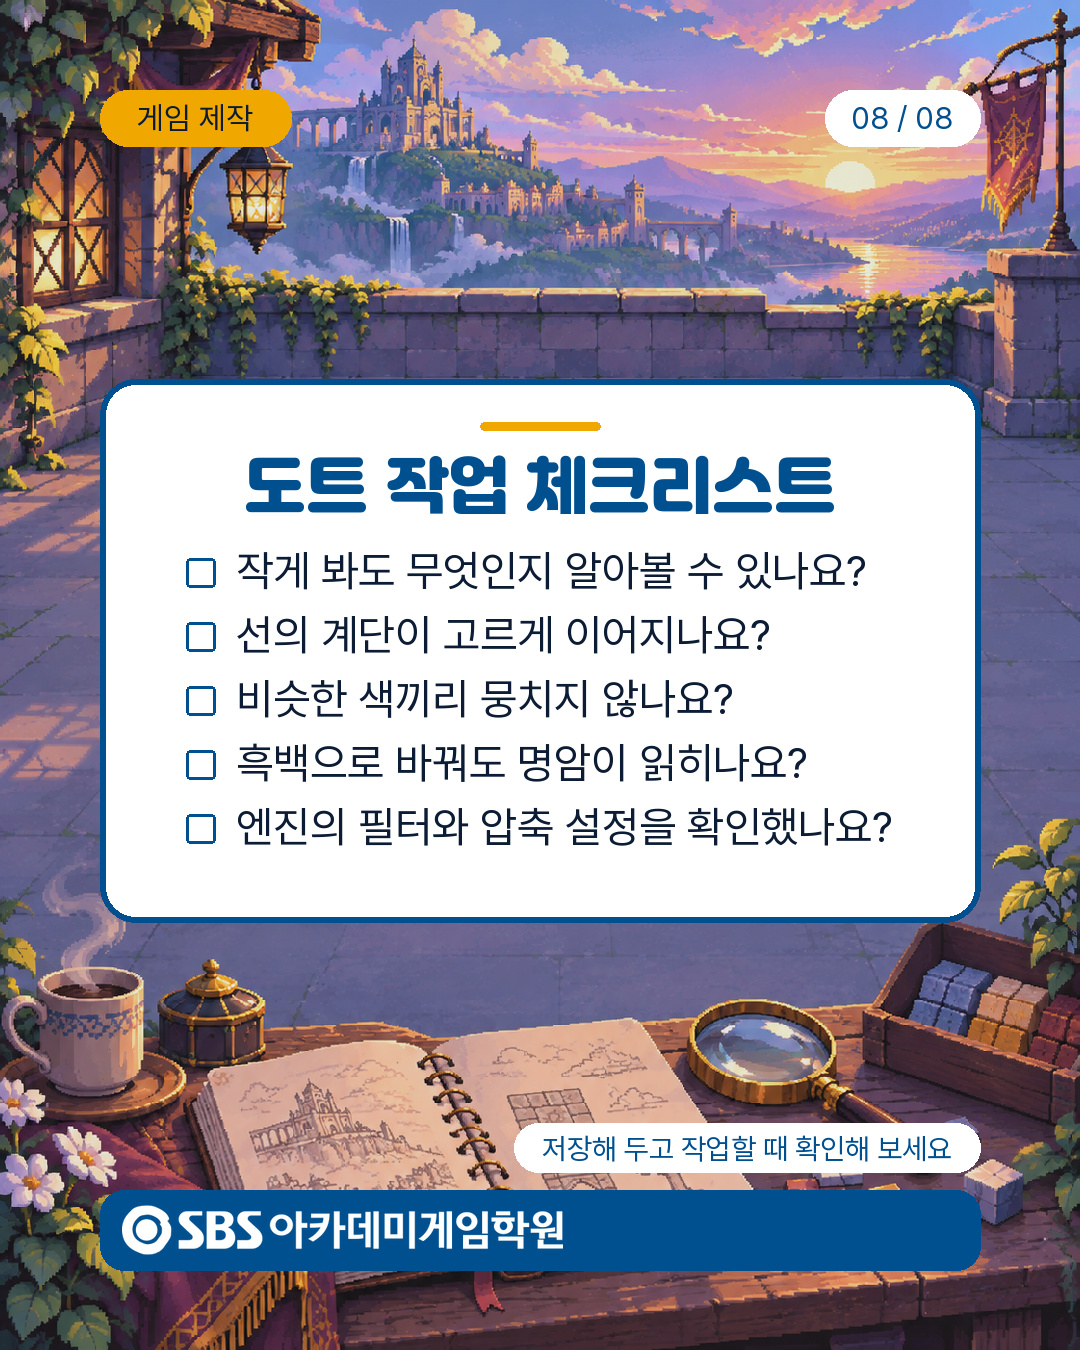 게임 제작
08 / 08
도트 작업 체크리스트
작게 봐도 무엇인지 알아볼 수 있나요?
선의 계단이 고르게 이어지나요?
비슷한 색끼리 뭉치지 않나요?
흑백으로 바꿔도 명암이 읽히나요?
엔진의 필터와 압축 설정을 확인했나요?
저장해 두고 작업할 때 확인해 보세요
SBS 아카데미게임학원